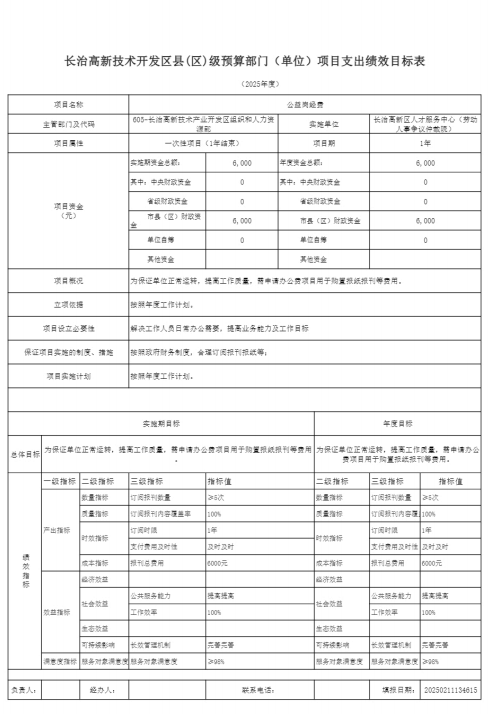 长治高新技术开发区县(区)级预算部门（单位）项目支出绩效目标表
（2025年度）
项目名称 公益岗经费
主管部门及代码 605-长治高新技术产业开发区组织和人力资源部 实施单位 长治高新区人才服务中心（劳动人事争议仲裁院）
项目属性 一次性项目（1年结束） 项目期 1年
项目资金（元） 实施期资金总额： 6,000 年度资金总额： 6,000
其中：中央财政资金 0 其中：中央财政资金 0
省级财政资金 0 省级财政资金 0
市县（区）财政资金 6,000 市县（区）财政资金 6,000
单位自筹 0 单位自筹 0
其他资金 其他资金
项目概况 为保证单位正常运转，提高工作质量，需申请办公费项目用于购置报纸报刊等费用。
立项依据 按照年度工作计划。
项目设立必要性 解决工作人员日常办公需要，提高业务能力及工作目标
保证项目实施的制度、措施 按照政府财务制度，合理订阅报刊报纸等；
项目实施计划 按照年度工作计划。
实施期目标 年度目标
总体目标 为保证单位正常运转，提高工作质量，需申请办公费项目用于购置报纸报刊等费用。 为保证单位正常运转，提高工作质量，需申请办公费项目用于购置报纸报刊等费用。
绩效指标 一级指标 二级指标 三级指标 指标值 二级指标 三级指标 指标值
产出指标 数量指标 订阅报刊数量 ≥5次 数量指标 订阅报刊数量 ≥5次
质量指标 订阅报刊内容覆盖率 100% 质量指标 订阅报刊内容覆 100%
时效指标 订阅时限 1年 时效指标 订阅时限 1年
支付费用及时性 及时及时 支付费用及时性 及时及时
成本指标 报刊总费用 6000元 成本指标 报刊总费用 6000元
效益指标 经济效益 经济效益
社会效益 公共服务能力 提高提高 社会效益 公共服务能力 提高提高
工作效率 100% 工作效率 100%
生态效益 生态效益
可持续影响 长效管理机制 完善完善 可持续影响 长效管理机制 完善完善
满意度指标 服务对象满意度 服务对象满意度 ≥98% 服务对象满意度 服务对象满意度 ≥98%
负责人： 经办人： 联系电话： 填报日期： 20250211134615